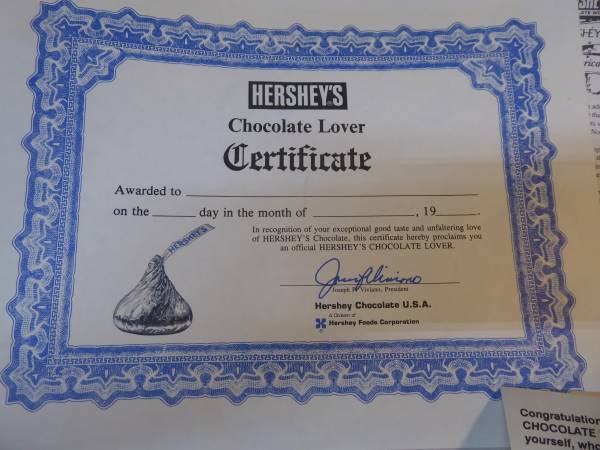 HERSHEY'S
Chocolate Lover
Certificate
Awarded to
on the day in the month of , 19 .
HERSHEY'S
In recognition of your exceptional good taste and unfaltering love
of HERSHEY'S Chocolate, this certificate hereby proclaims you
an official HERSHEY'S CHOCOLATE LOVER.
Joseph P. Viviano, President
Hershey Chocolate U.S.A.
A Division of
Hershey Foods Corporation
CHOCOLATE
yourself, who